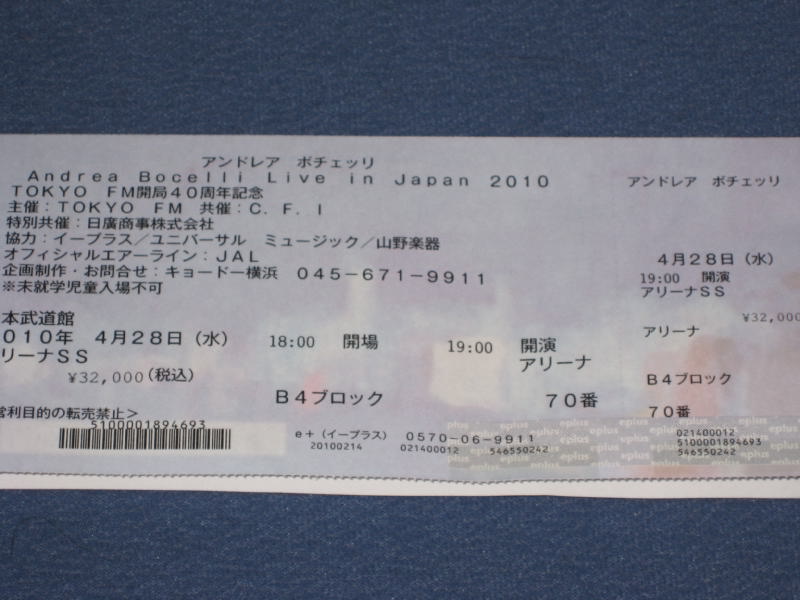 アンドレア ボチェッリ
Andrea Bocelli Live in Japan 2010
TOKYO FM開局40周年記念
主催：TOKYO FM 共催：C．F．I
特別共催：日廣商事株式会社
協力：イープラス／ユニバーサル ミュージック／山野楽器
オフィシャルエアーライン：JAL
企画制作・お問合せ：キョードー横浜 045-671-9911
※未就学児童入場不可
本武道館
010年 4月28日（水） 18:00 開場 19:00 開演
リーナSS アリーナ
¥32,000(税込)
B4ブロック 70番
営利目的の転売禁止＞
5100001894693
e＋（イープラス） 0570-06-9911
20100214 021400012 546550242
アンドレア ボチェッリ
4月28日（水）
19:00 開演
アリーナSS
¥32,000
アリーナ
B4ブロック
70番
021400012
5100001894693
546550242
eplus eplus eplus eplus eplus eplus